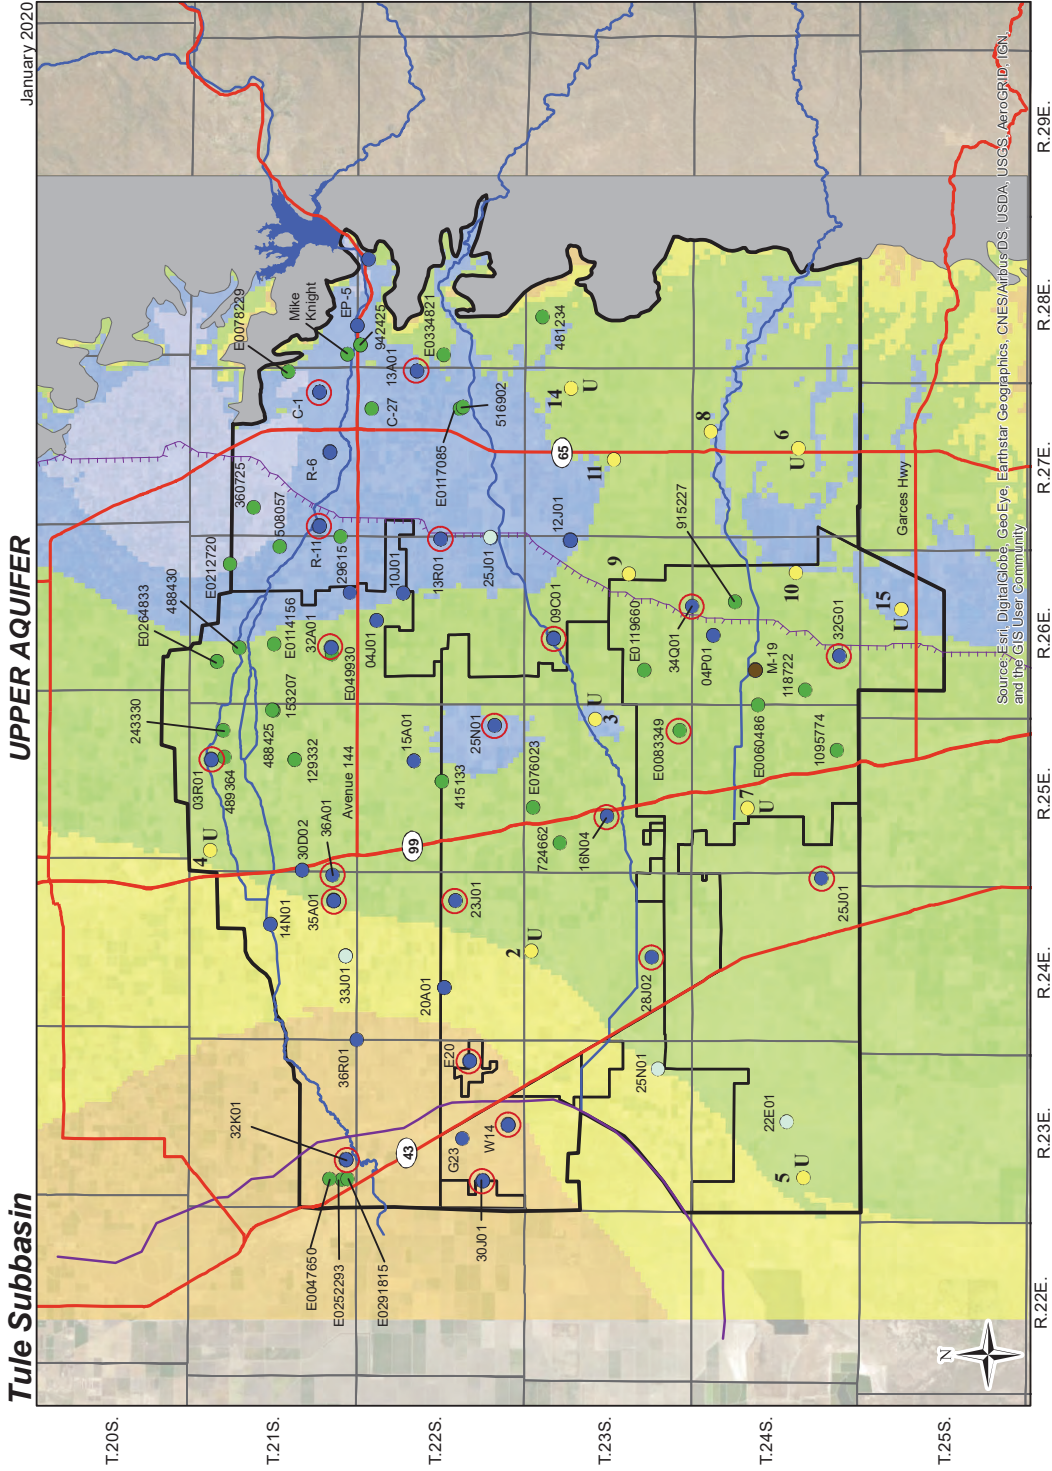 Tule Subbasin
UPPER AQUIFER
January 2020
T.20S.
T.21S.
T.22S.
T.23S.
T.24S.
T.25S.
R.22E.
R.23E.
R.24E.
R.25E.
R.26E.
R.27E.
R.28E.
R.29E.
E0078229
Mike
Knight
EP-5
942425
13A01
E0334821
481234
C-1
C-27
516902
14
U
R-6
E0117085
65
11
8
6
U
360725
508057
R-11
29615
10J01
13R01
25J01
12J01
915227
Garces Hwy
E0212720
E0264833
488430
E0114156
32A01
E049930
04J01
09C01
9
E0119660
34Q01
04P01
10
15
U
32G01
M-19
118722
243330
03R01
489364
153207
488425
129332
Avenue 144
15A01
415133
25N01
E076023
3
U
E0083349
E0060486
1095774
4
U
30D02
36A01
99
724662
16N04
7
U
14N01
35A01
23J01
25J01
33J01
20A01
2
U
28J02
36R01
E20
25N01
32K01
43
G23
W14
22E01
5
U
E0047650
E0252293
E0291815
30J01
N
Source: Esri, DigitalGlobe, GeoEye, Earthstar Geographics, CNES/Airbus DS, USDA, USGS, AeroGRID, IGN,
and the GIS User Community